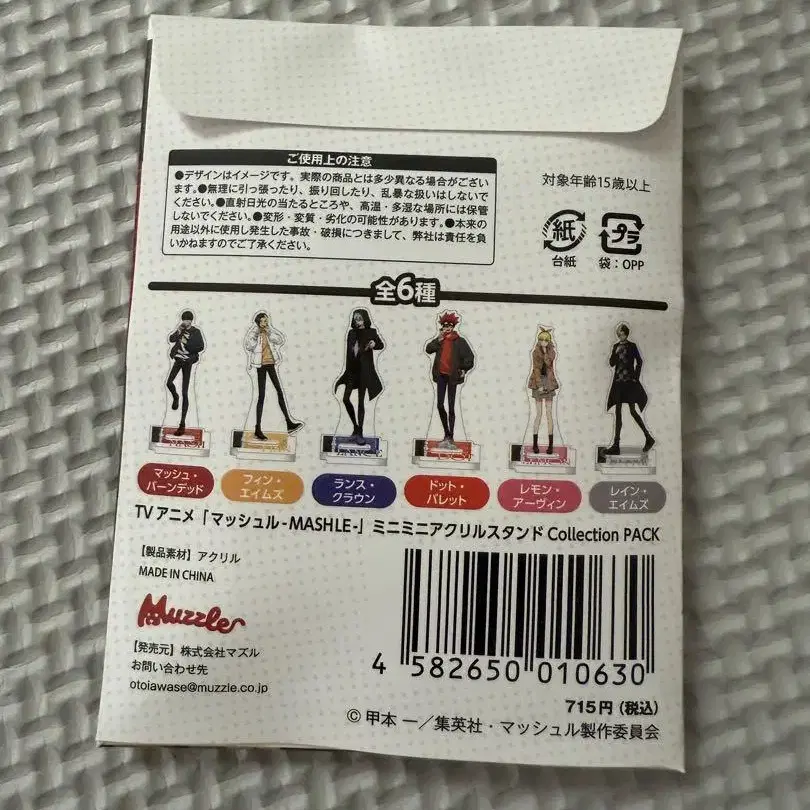 ご使用上の注意
●デザインはイメージです。実際の商品とは多少異なる場合がござい
ます。●無理に引っ張ったり、振り回したり、乱暴な扱いはしないで
ください。●直射日光の当たるところや、高温・多湿な場所には保管
しないでください。●変形・変質・劣化の可能性があります。●本来の
用途以外に使用し発生した事故・破損につきまして、弊社は責任を負
いかねますのでご了承ください。
対象年齢15歳以上
紙
プラ
台紙
袋:OPP
全6種
マッシュ・
バーンデッド
フィン・
エイムズ
ランス・
クラウン
ドット・
バレット
レモン・
アーヴィン
レイン・
エイムズ
TVアニメ「マッシュル-MASHLE-」ミニミニアクリルスタンド Collection PACK
【製品素材】アクリル
MADE IN CHINA
Muzzle
【発売元】株式会社マズル
お問い合わせ先
otoiawase@muzzle.co.jp
4 582650 010630
715円(税込)
© 甲本 一/集英社・マッシュル製作委員会